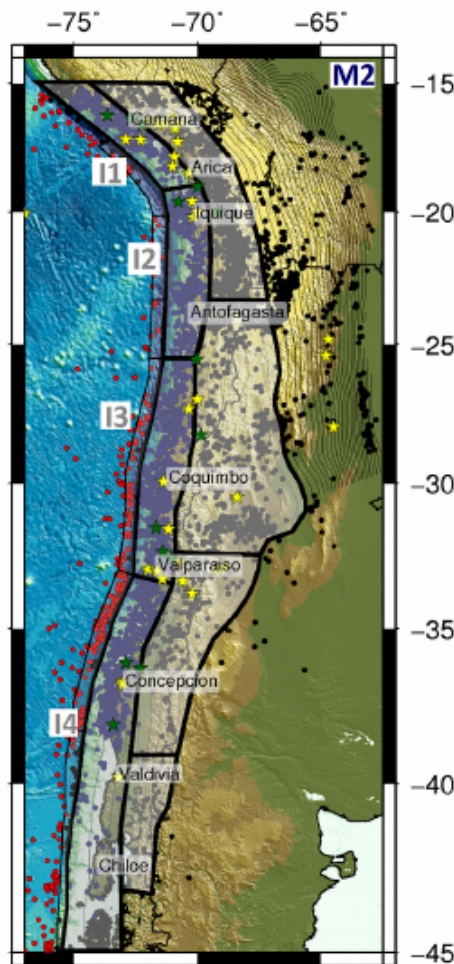 −75° −70° −65°
M2
−15
Camana
I1
Arica
Iquique
−20
I2
Antofagasta
−25
I3
Coquimbo
−30
Valparaiso
−35
Concepcion
I4
Valdivia
−40
Chiloe
−45